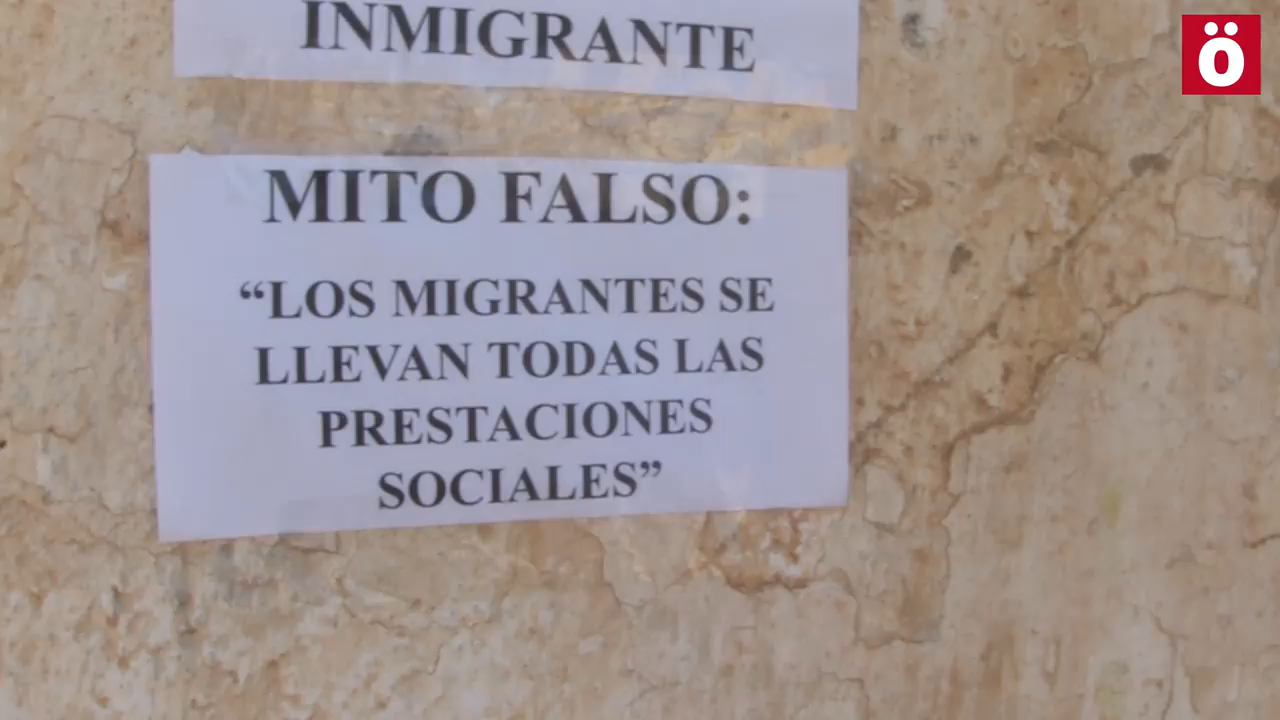 INMIGRANTE
MITO FALSO:
“LOS MIGRANTES SE
LLEVAN TODAS LAS
PRESTACIONES
SOCIALES”
Ö